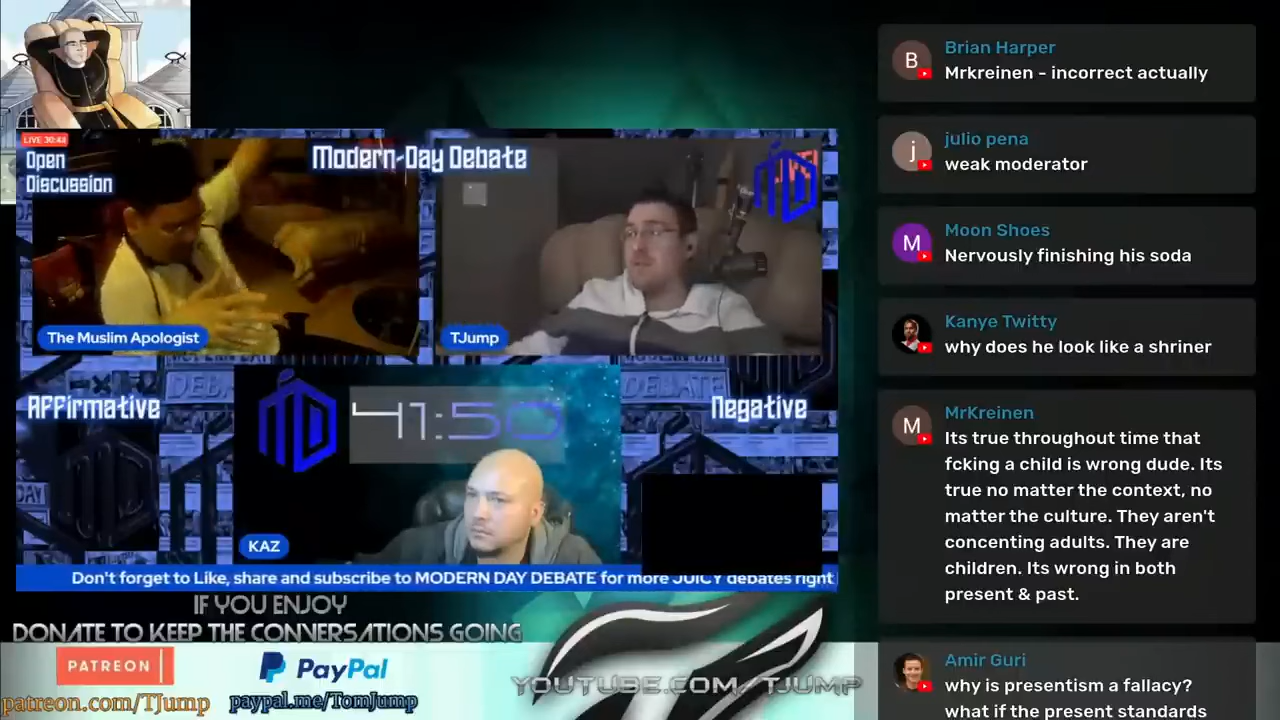 LIVE 30:44
Open
Discussion
Modern-Day Debate
The Muslim Apologist
TJump
Affirmative
Negative
41:50
KAZ
Don't forget to Like, share and subscribe to MODERN DAY DEBATE for more JUICY debates right
IF YOU ENJOY
DONATE TO KEEP THE CONVERSATIONS GOING
PATREON
PayPal
patreon.com/TJump
paypal.me/TomJump
YOUTUBE.COM/TJUMP
Brian Harper
Mrkreinen - incorrect actually
julio pena
weak moderator
Moon Shoes
Nervously finishing his soda
Kanye Twitty
why does he look like a shriner
MrKreinen
Its true throughout time that
fcking a child is wrong dude. Its
true no matter the context, no
matter the culture. They aren't
concenting adults. They are
children. Its wrong in both
present & past.
Amir Guri
why is presentism a fallacy?
what if the present standards